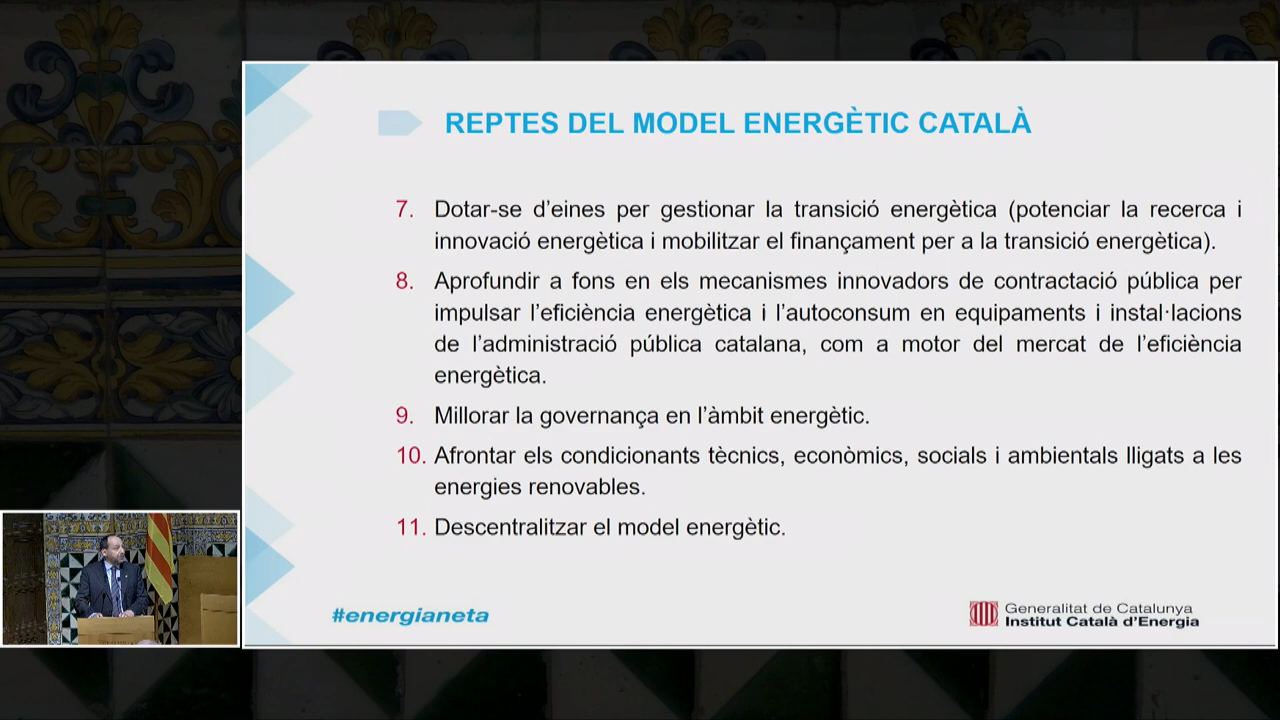 REPTES DEL MODEL ENERGÈTIC CATALÀ
7. Dotar-se d’eines per gestionar la transició energètica (potenciar la recerca i
innovació energètica i mobilitzar el finançament per a la transició energètica).
8. Aprofundir a fons en els mecanismes innovadors de contractació pública per
impulsar l’eficiència energètica i l’autoconsum en equipaments i instal·lacions
de l’administració pública catalana, com a motor del mercat de l’eficiència
energètica.
9. Millorar la governança en l’àmbit energètic.
10. Afrontar els condicionants tècnics, econòmics, socials i ambientals lligats a les
energies renovables.
11. Descentralitzar el model energètic.
#energianeta
Generalitat de Catalunya
Institut Català d’Energia